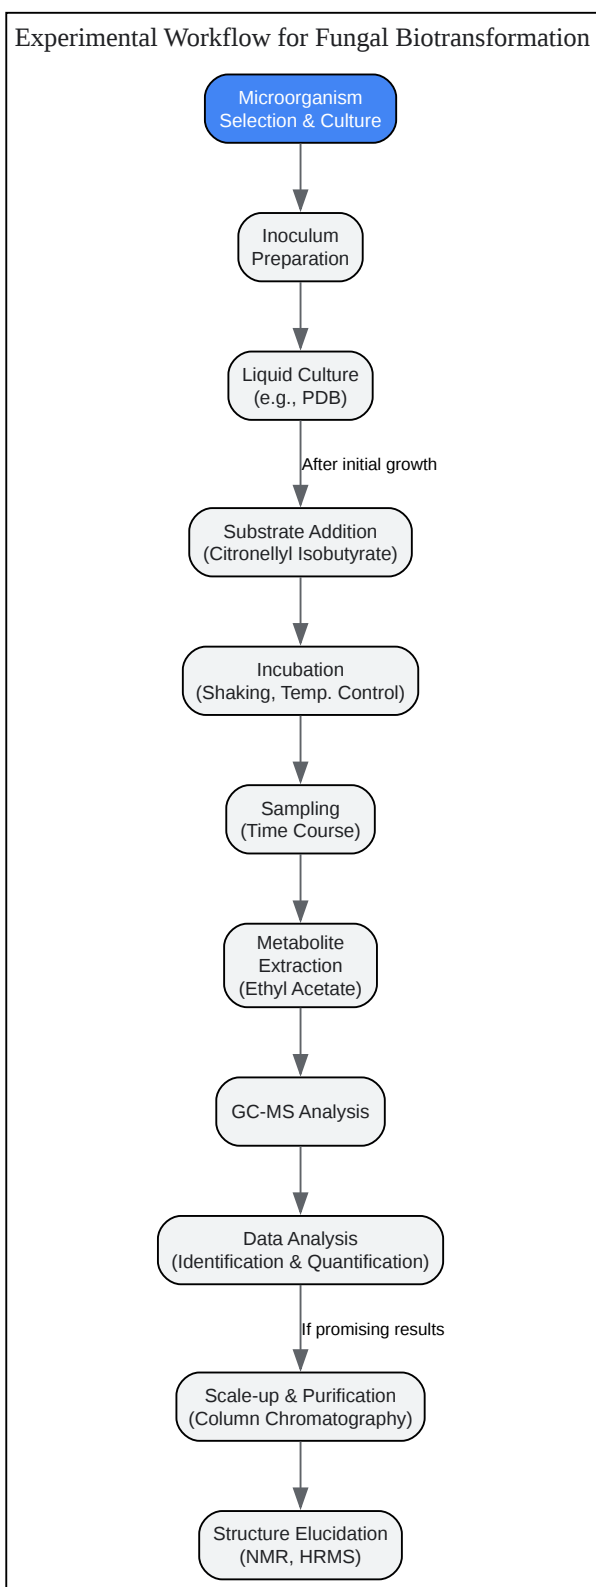 Experimental Workflow for Fungal Biotransformation
Microorganism
Selection & Culture
Inoculum
Preparation
Liquid Culture
(e.g., PDB)
After initial growth
Substrate Addition
(Citronellyl Isobutyrate)
Incubation
(Shaking, Temp. Control)
Sampling
(Time Course)
Metabolite
Extraction
(Ethyl Acetate)
GC-MS Analysis
Data Analysis
(Identification & Quantification)
If promising results
Scale-up & Purification
(Column Chromatography)
Structure Elucidation
(NMR, HRMS)